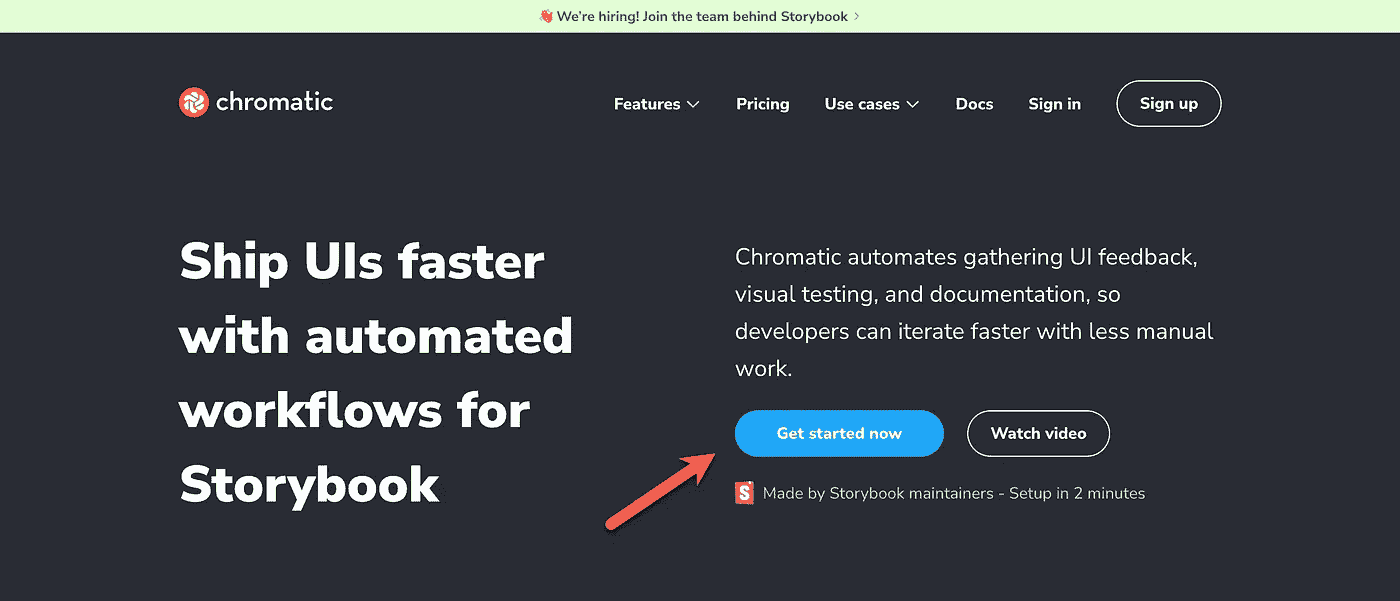 We're hiring! Join the team behind Storybook
chromatic
Features
Pricing
Use cases
Docs
Sign in
Sign up
Ship UIs faster
with automated
workflows for
Storybook
Chromatic automates gathering UI feedback,
visual testing, and documentation, so
developers can iterate faster with less manual
work.
Get started now
Watch video
S
Made by Storybook maintainers - Setup in 2 minutes